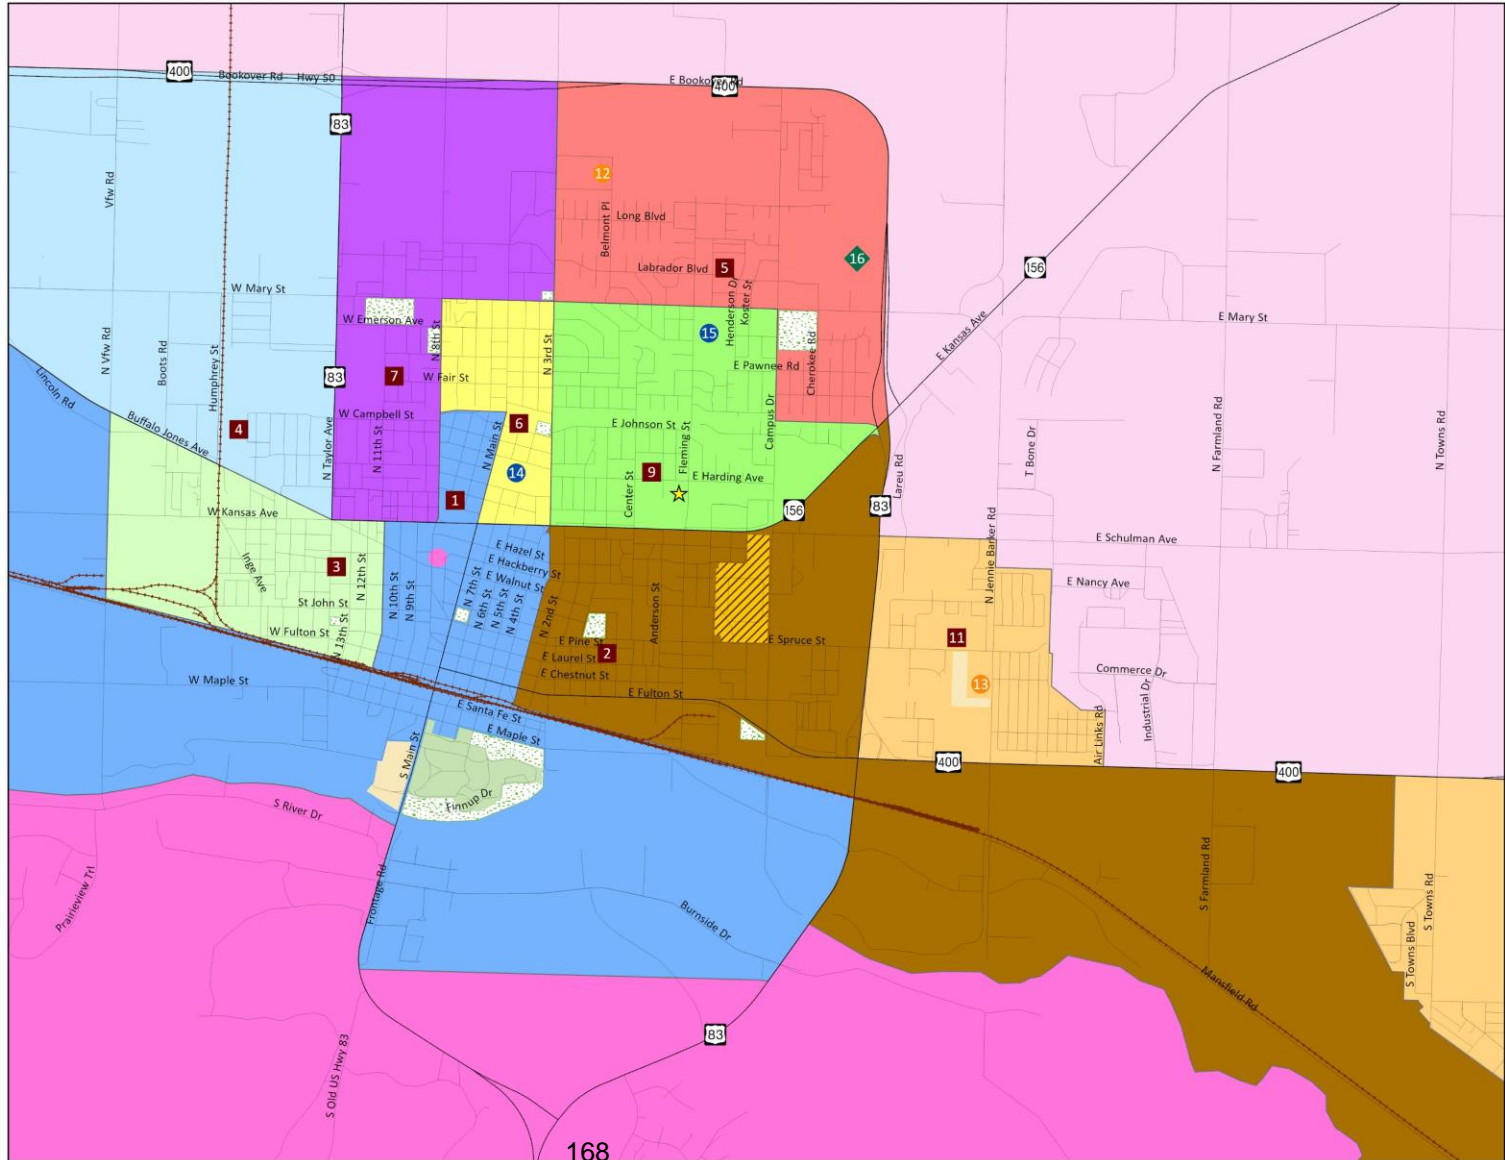 400
Bookover Rd Hwy 50
E Bookover Rd
400
83
156
12
Long Blvd
Belmont Pl
Labrador Blvd
5
16
Henderson Dr
Koster St
Vfw Rd
W Mary St
E Mary St
W Emerson Ave
N 8th St
N 3rd St
15
E Pawnee Rd
Cherokee Rd
E Kansas Ave
N Vfw Rd
Boots Rd
Humphrey St
83
7
W Fair St
W Campbell St
Lincoln Rd
Buffalo Jones Ave
4
N Taylor Ave
N 11th St
N Main St
6
14
1
E Johnson St
Fleming St
Campus Dr
9
Center St
E Harding Ave
156
83
Lareu Rd
T Bone Dr
N Farmland Rd
N Towns Rd
W Kansas Ave
Inge Ave
3
N 12th St
St John St
W Fulton St
N 13th St
N 10th St
N 9th St
E Hazel St
E Hackberry St
E Walnut St
N 7th St
N 6th St
N 5th St
N 4th St
N 2nd St
Anderson St
E Pine St
2
E Laurel St
E Chestnut St
E Spruce St
E Fulton St
N Jennie Barker Rd
E Schulman Ave
E Nancy Ave
11
13
Commerce Dr
Industrial Dr
Air Links Rd
400
400
W Maple St
E Santa Fe St
E Maple St
S Main St
Finnup Dr
S River Dr
Prairieview Trl
Frontage Rd
Burnside Dr
S Farmland Rd
S Towns Rd
S Towns Blvd
Mansfield Rd
83
S Old US Hwy 83
168